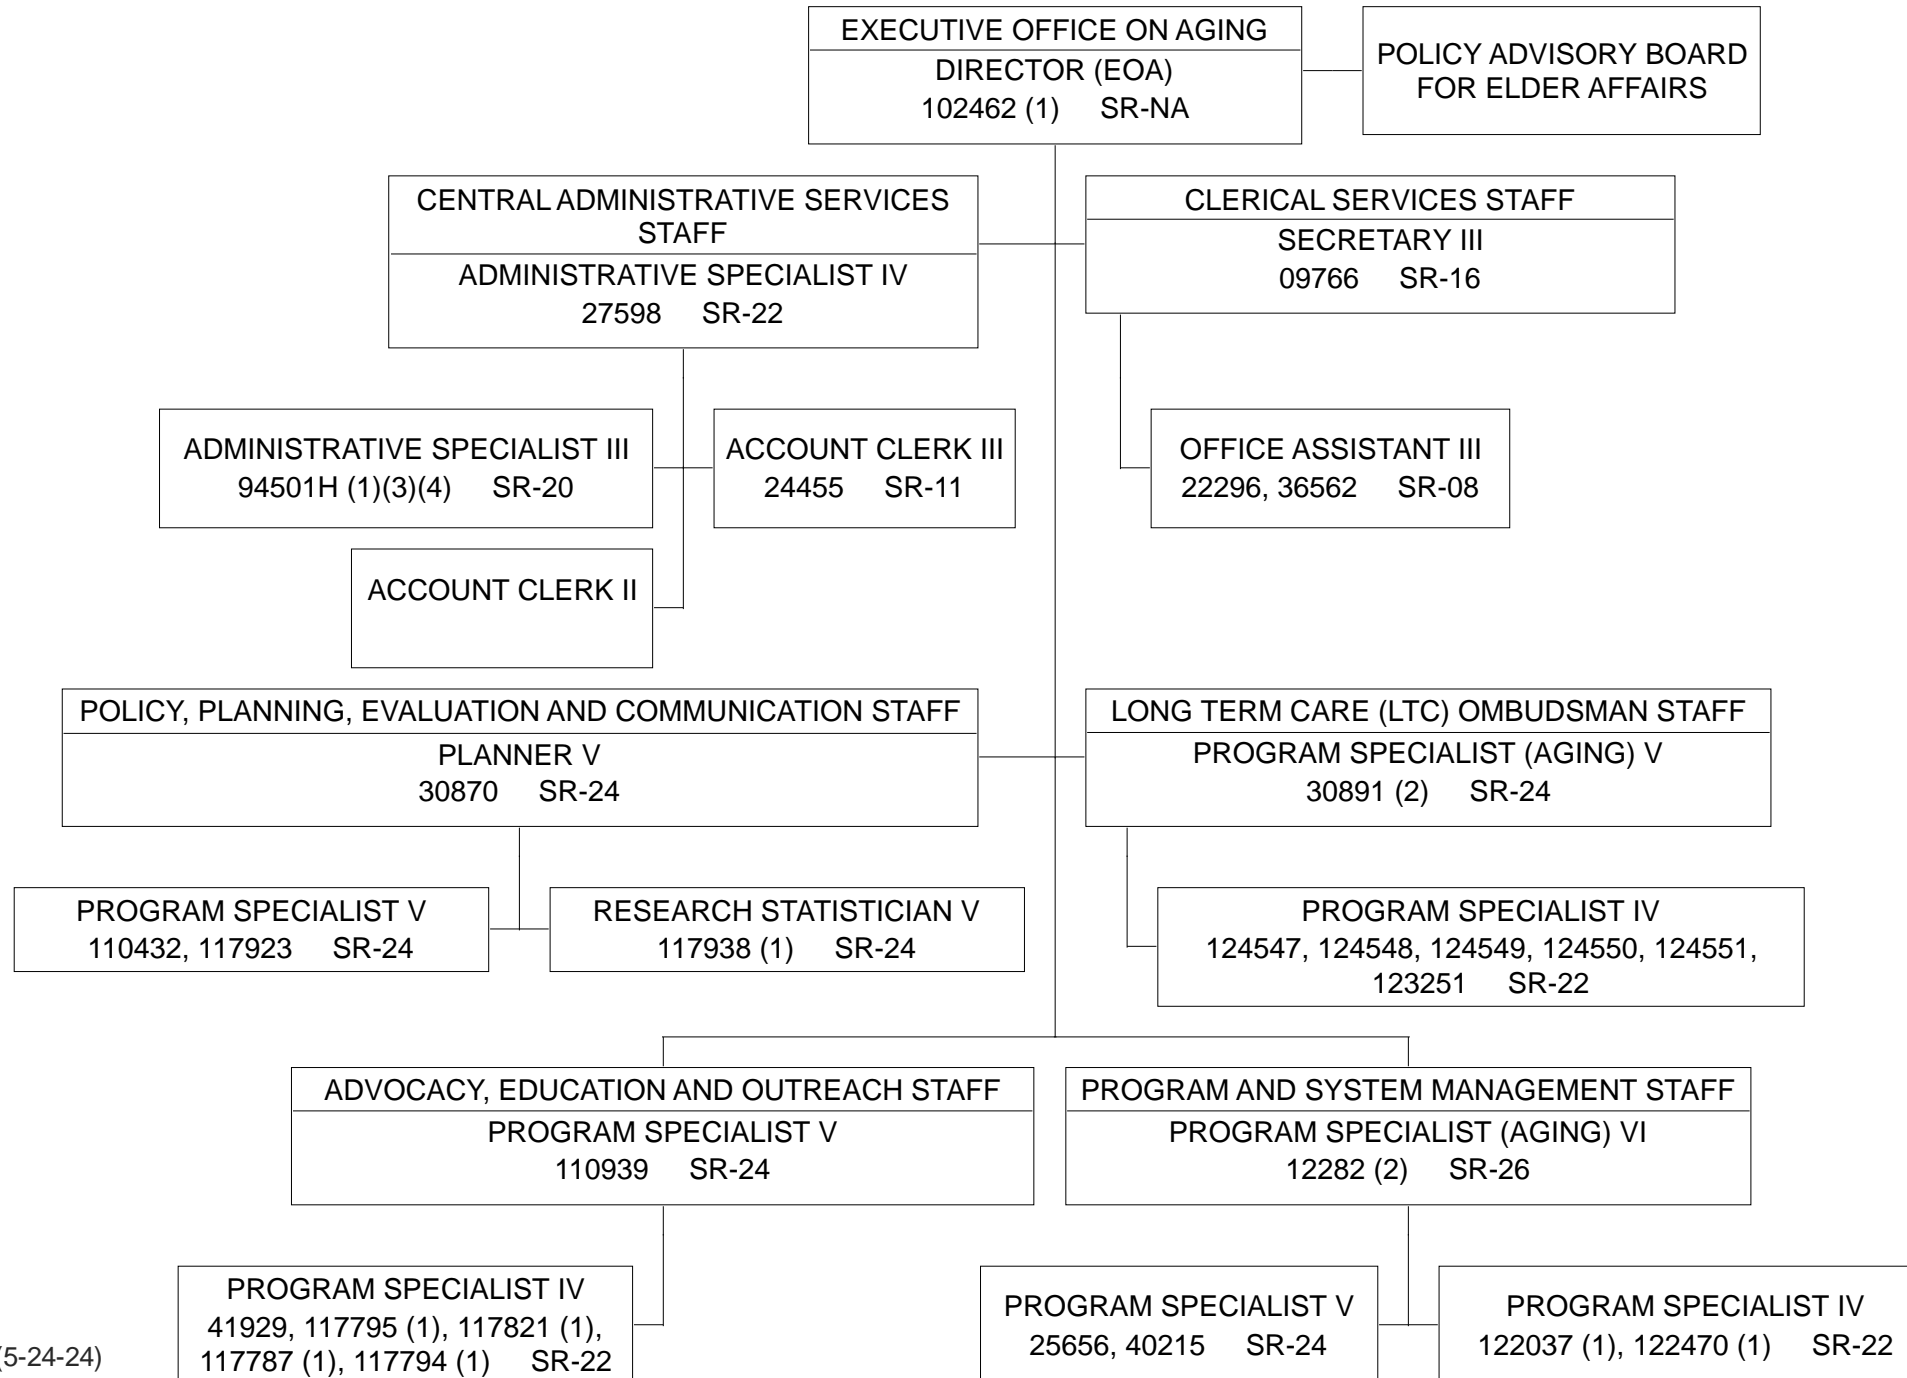 EXECUTIVE OFFICE ON AGING
DIRECTOR (EOA)
102462 (1) SR-NA
POLICY ADVISORY BOARD
FOR ELDER AFFAIRS
CENTRAL ADMINISTRATIVE SERVICES
STAFF
ADMINISTRATIVE SPECIALIST IV
27598 SR-22
CLERICAL SERVICES STAFF
SECRETARY III
09766 SR-16
ADMINISTRATIVE SPECIALIST III
94501H (1)(3)(4) SR-20
ACCOUNT CLERK III
24455 SR-11
OFFICE ASSISTANT III
22296, 36562 SR-08
ACCOUNT CLERK II
POLICY, PLANNING, EVALUATION AND COMMUNICATION STAFF
PLANNER V
30870 SR-24
LONG TERM CARE (LTC) OMBUDSMAN STAFF
PROGRAM SPECIALIST (AGING) V
30891 (2) SR-24
PROGRAM SPECIALIST V
110432, 117923 SR-24
RESEARCH STATISTICIAN V
117938 (1) SR-24
PROGRAM SPECIALIST IV
124547, 124548, 124549, 124550, 124551,
123251 SR-22
ADVOCACY, EDUCATION AND OUTREACH STAFF
PROGRAM SPECIALIST V
110939 SR-24
PROGRAM AND SYSTEM MANAGEMENT STAFF
PROGRAM SPECIALIST (AGING) VI
12282 (2) SR-26
PROGRAM SPECIALIST IV
41929, 117795 (1), 117821 (1),
117787 (1), 117794 (1) SR-22
PROGRAM SPECIALIST V
25656, 40215 SR-24
PROGRAM SPECIALIST IV
122037 (1), 122470 (1) SR-22
(5-24-24)